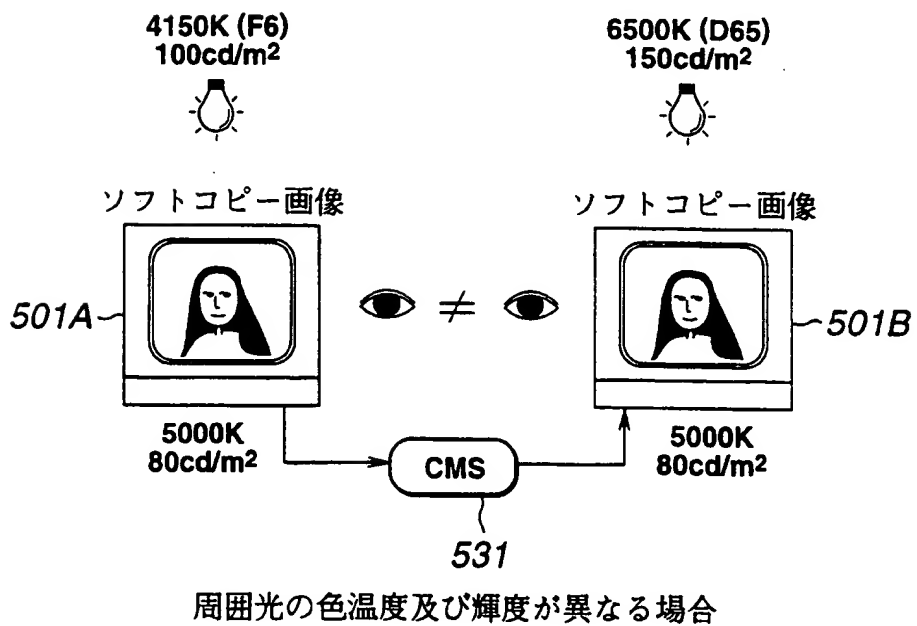 4150K (F6)
100cd/m²
6500K (D65)
150cd/m²
ソフトコピー画像
ソフトコピー画像
501A
≠
501B
5000K
80cd/m²
5000K
80cd/m²
CMS
531
周囲光の色温度及び輝度が異なる場合